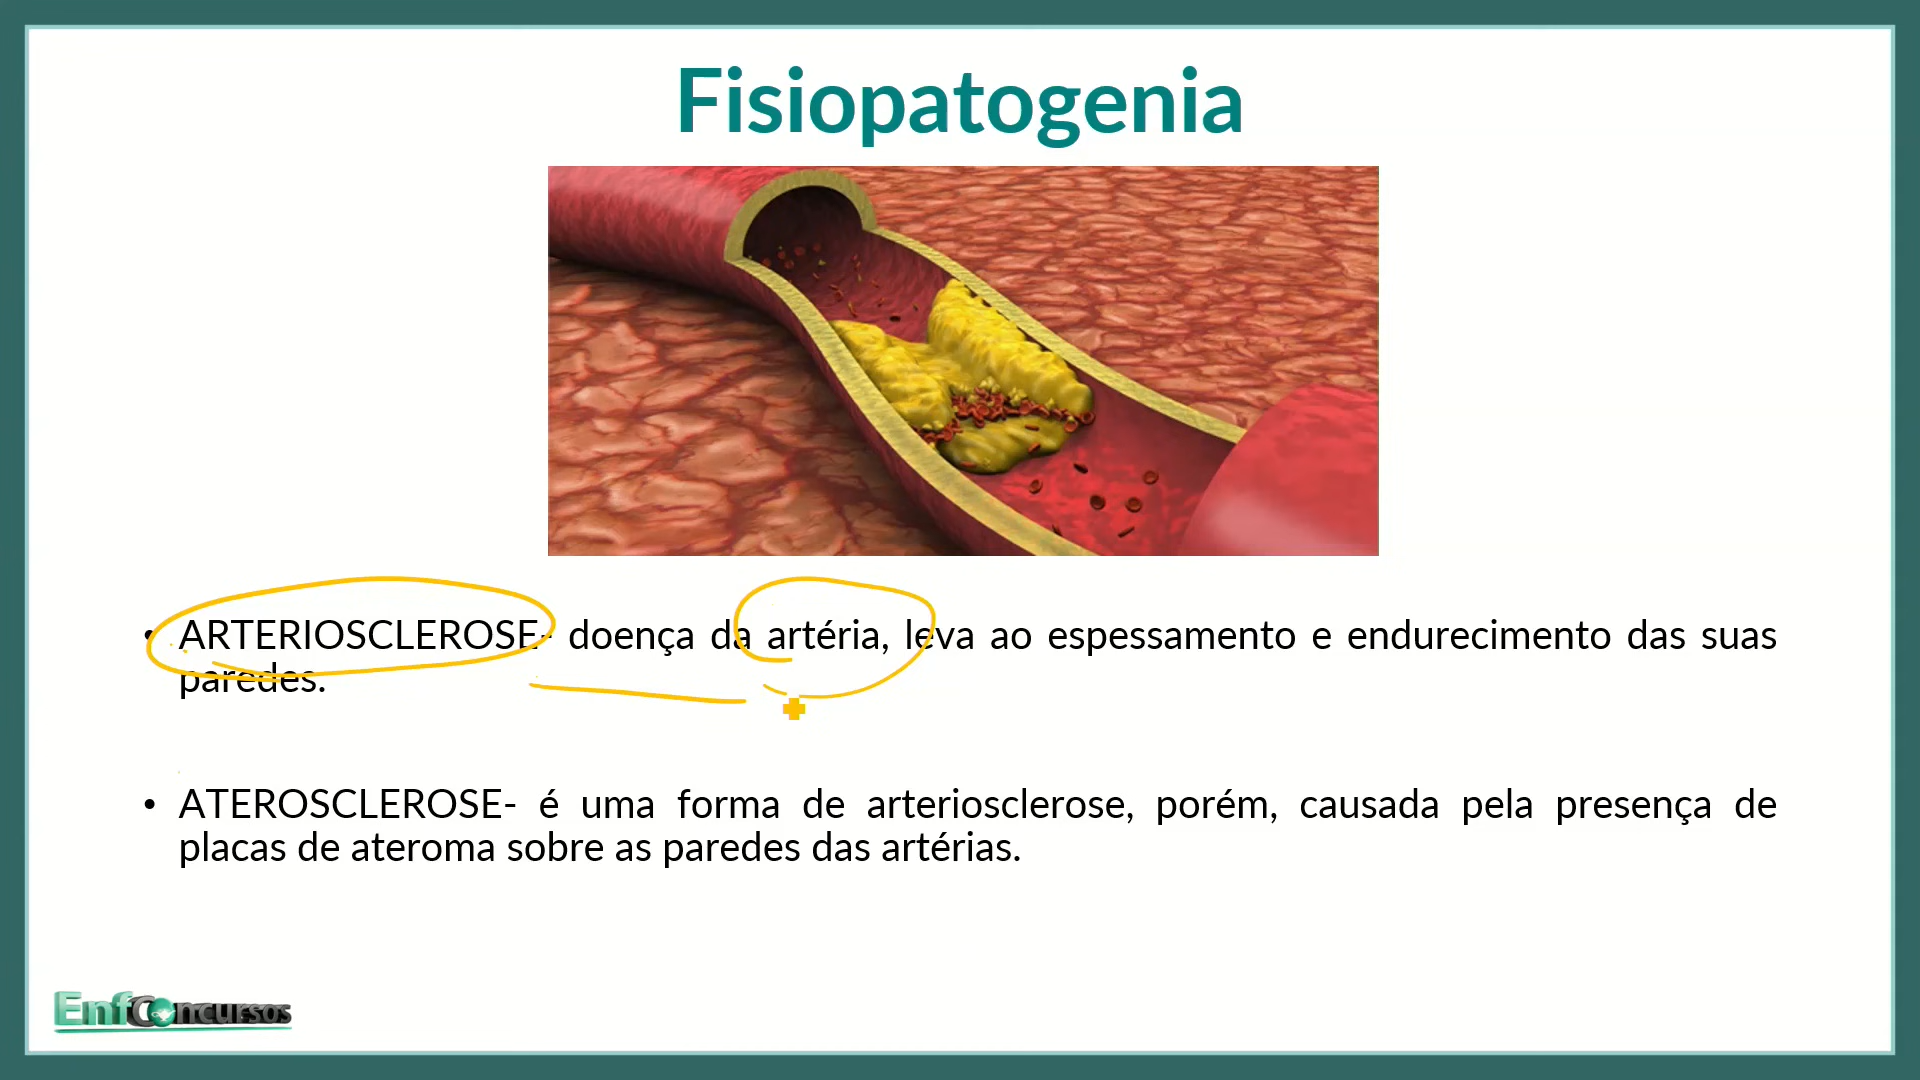 Fisiopatogenia
• ARTERIOSCLEROSE- doença da artéria, leva ao espessamento e endurecimento das suas
paredes.
• ATEROSCLEROSE- é uma forma de arteriosclerose, porém, causada pela presença de
placas de ateroma sobre as paredes das artérias.
EnfConcursos